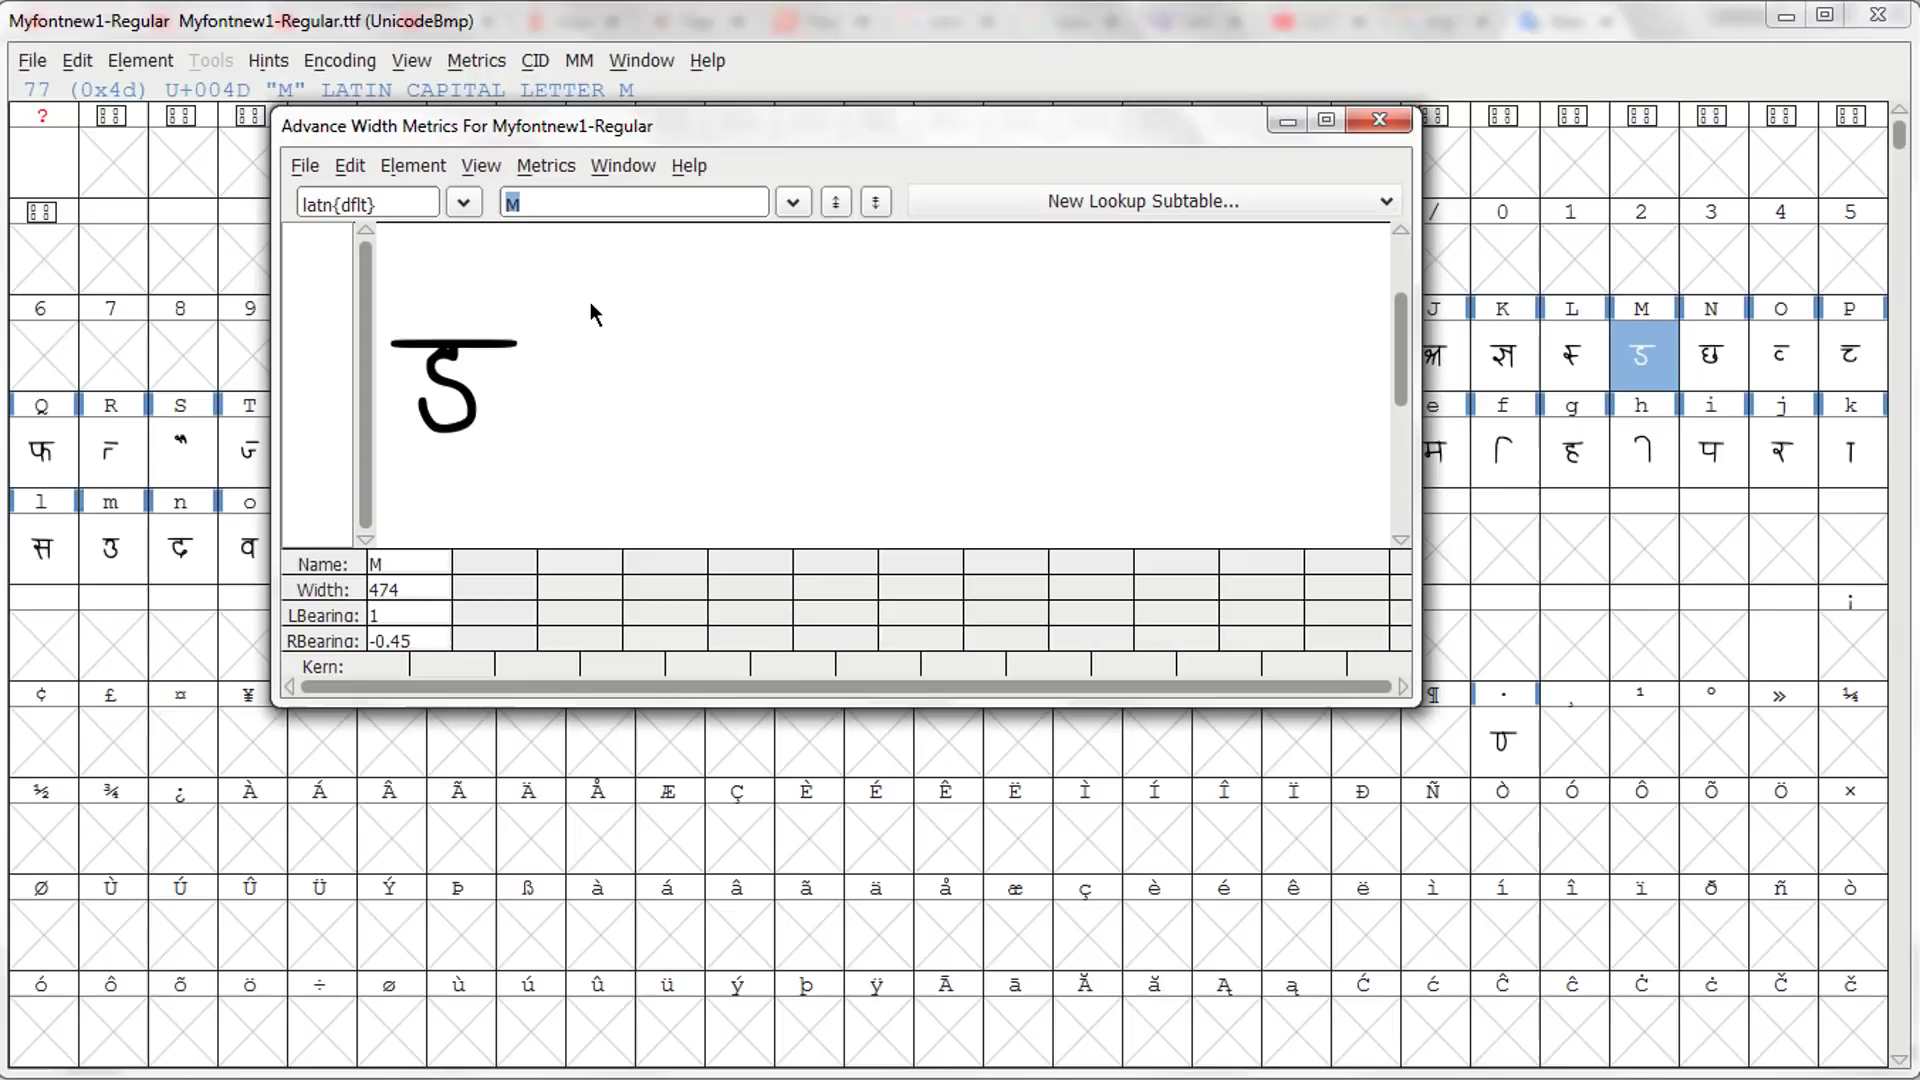 Myfontnew1-Regular Myfontnew1-Regular.ttf (UnicodeBmp)
File Edit Element Tools Hints Encoding View Metrics CID MM Window Help
77 (0x4d) U+004D "M" LATIN CAPITAL LETTER M
?
Advance Width Metrics For Myfontnew1-Regular
File Edit Element View Metrics Window Help
latn{dflt} M New Lookup Subtable...
/ 0 1 2 3 4 5
6 7 8 9 J K L M N O P
ज्ञ ड छ
ड
Q R S T e f g h i j k
फ म ह प र ा
l m n o
स उ व
Name: M
Width: 474
LBearing: 1
RBearing: -0.45
Kern:
¡
¢ £ ¤ ¥ ¶ · ¸ ¹ º » ¼
½ ¾ ¿ À Á Â Ã Ä Å Æ Ç È É Ê Ë Ì Í Î Ï Ð Ñ Ò Ó Ô Õ Ö ×
Ø Ù Ú Û Ü Ý Þ ß à á â ã ä å æ ç è é ê ë ì í î ï ð ñ ò
ó ô õ ö ÷ ø ù ú û ü ý þ ÿ Ā ā Ă ă Ą ą Ć ć Ĉ ĉ Ċ ċ Č č